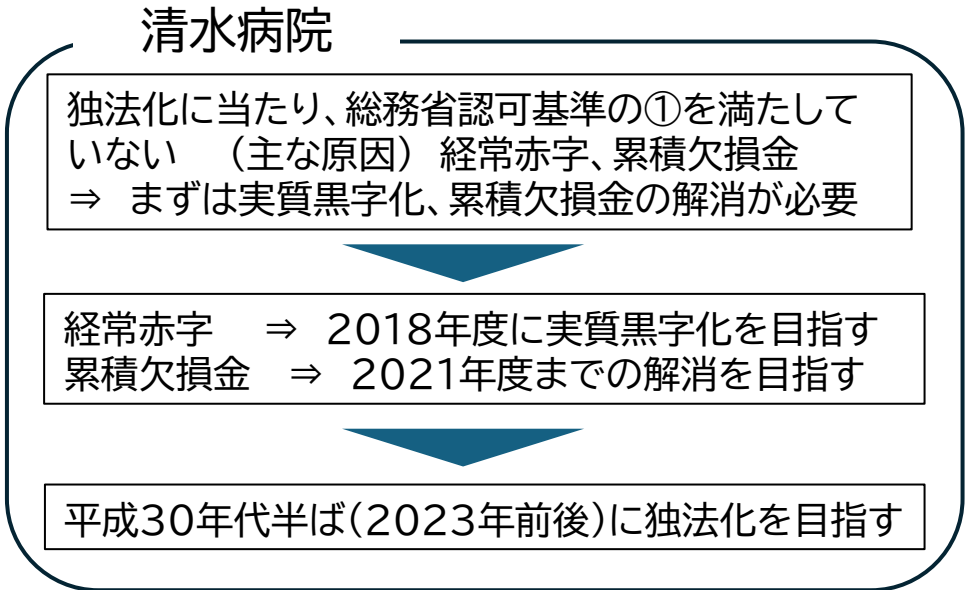 清水病院
独法化に当たり、総務省認可基準の①を満たして
いない　（主な原因） 経常赤字、累積欠損金
⇒　まずは実質黒字化、累積欠損金の解消が必要
経常赤字　　⇒　2018年度に実質黒字化を目指す
累積欠損金　⇒　2021年度までの解消を目指す
平成30年代半ば(2023年前後)に独法化を目指す